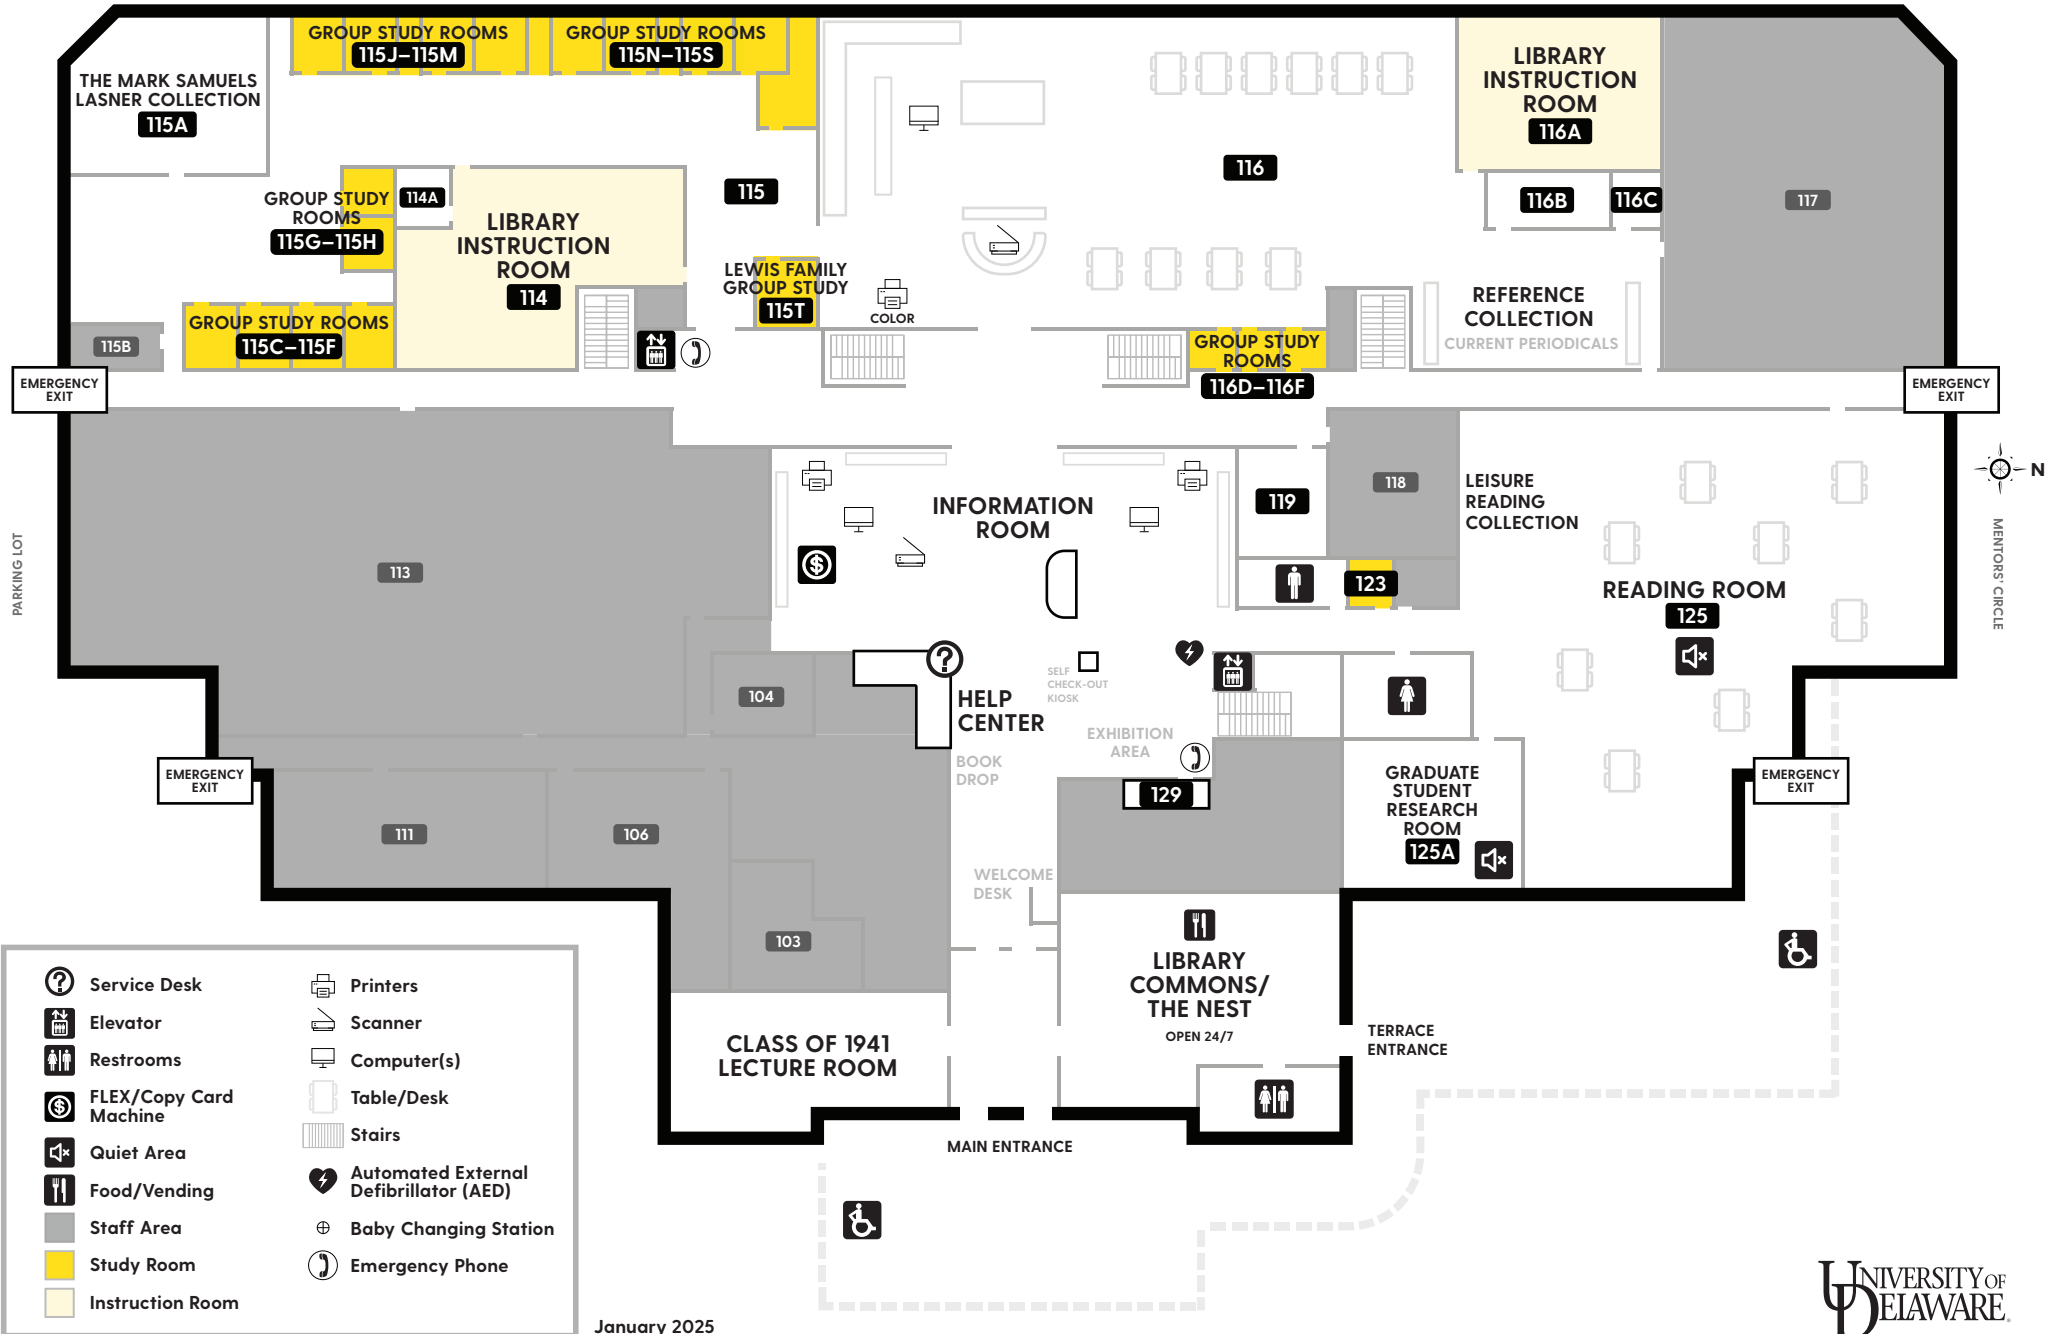 GROUP STUDY ROOMS
115J–115M
GROUP STUDY ROOMS
115N–115S
THE MARK SAMUELS
LASNER COLLECTION
115A
LIBRARY
INSTRUCTION
ROOM
116A
116
115
116B
116C
117
GROUP STUDY
ROOMS
115G–115H
114A
LIBRARY
INSTRUCTION
ROOM
114
LEWIS FAMILY
GROUP STUDY
115T
COLOR
REFERENCE
COLLECTION
CURRENT PERIODICALS
115B
GROUP STUDY ROOMS
115C–115F
GROUP STUDY
ROOMS
116D–116F
EMERGENCY
EXIT
EMERGENCY
EXIT
N
PARKING LOT
MENTORS' CIRCLE
113
INFORMATION
ROOM
119
118
LEISURE
READING
COLLECTION
123
READING ROOM
125
104
HELP
CENTER
SELF
CHECK-OUT
KIOSK
EXHIBITION
AREA
BOOK
DROP
129
EMERGENCY
EXIT
EMERGENCY
EXIT
111
106
GRADUATE
STUDENT
RESEARCH
ROOM
125A
WELCOME
DESK
103
LIBRARY
COMMONS/
THE NEST
OPEN 24/7
CLASS OF 1941
LECTURE ROOM
TERRACE
ENTRANCE
MAIN ENTRANCE
Service Desk
Elevator
Restrooms
FLEX/Copy Card
Machine
Quiet Area
Food/Vending
Staff Area
Study Room
Instruction Room
Printers
Scanner
Computer(s)
Table/Desk
Stairs
Automated External
Defibrillator (AED)
Baby Changing Station
Emergency Phone
January 2025
UNIVERSITY OF
DELAWARE